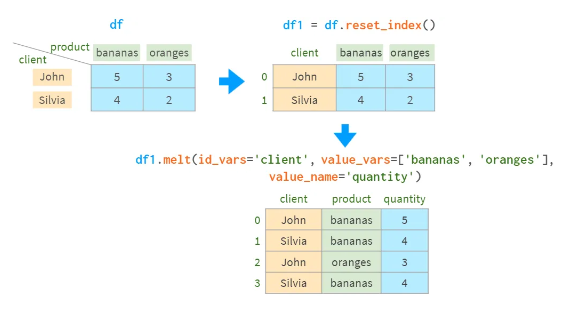 df
df1 = df.reset_index()
product
client
bananas oranges
John 5 3
Silvia 4 2
client bananas oranges
0 John 5 3
1 Silvia 4 2
df1.melt(id_vars='client', value_vars=['bananas', 'oranges'],
value_name='quantity')
client product quantity
0 John bananas 5
1 Silvia bananas 4
2 John oranges 3
3 Silvia bananas 4